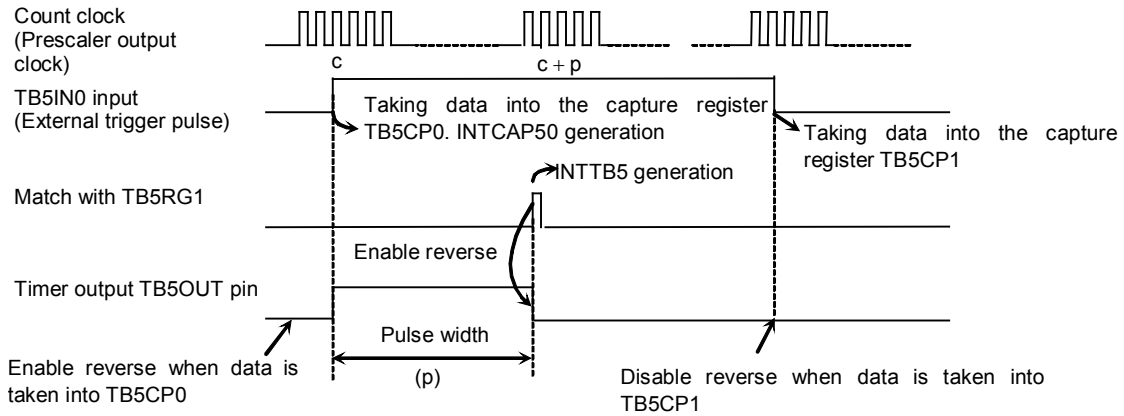 Count clock
(Prescaler output
clock)
c
c + p
TB5IN0 input
(External trigger pulse)
Taking data into the capture register
TB5CP0. INTCAP50 generation
Taking data into the capture
register TB5CP1
INTTB5 generation
Match with TB5RG1
Enable reverse
Timer output TB5OUT pin
Pulse width
(p)
Enable reverse when data is
taken into TB5CP0
Disable reverse when data is taken into
TB5CP1